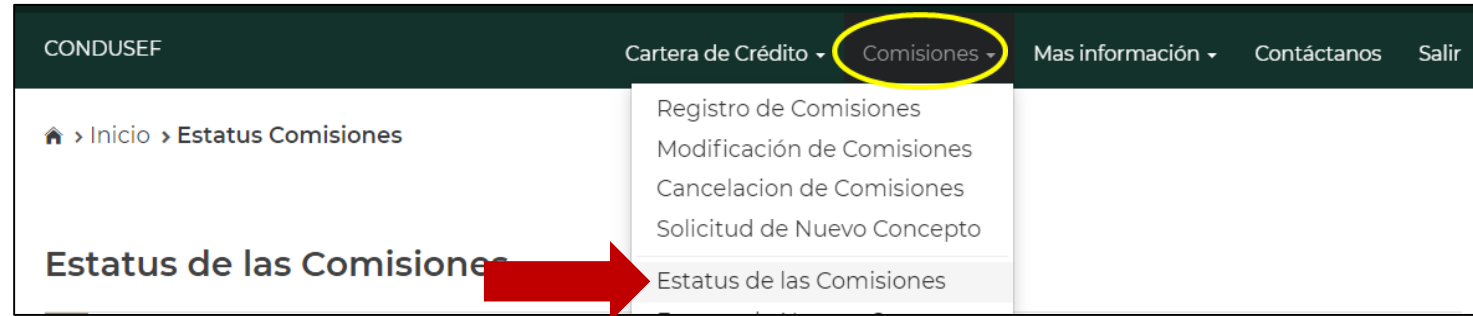 CONDUSEF
Cartera de Crédito
Comisiones
Mas información
Contáctanos
Salir
Registro de Comisiones
Modificación de Comisiones
Cancelacion de Comisiones
Solicitud de Nuevo Concepto
Estatus de las Comisiones
> Inicio > Estatus Comisiones
Estatus de las Comisiones